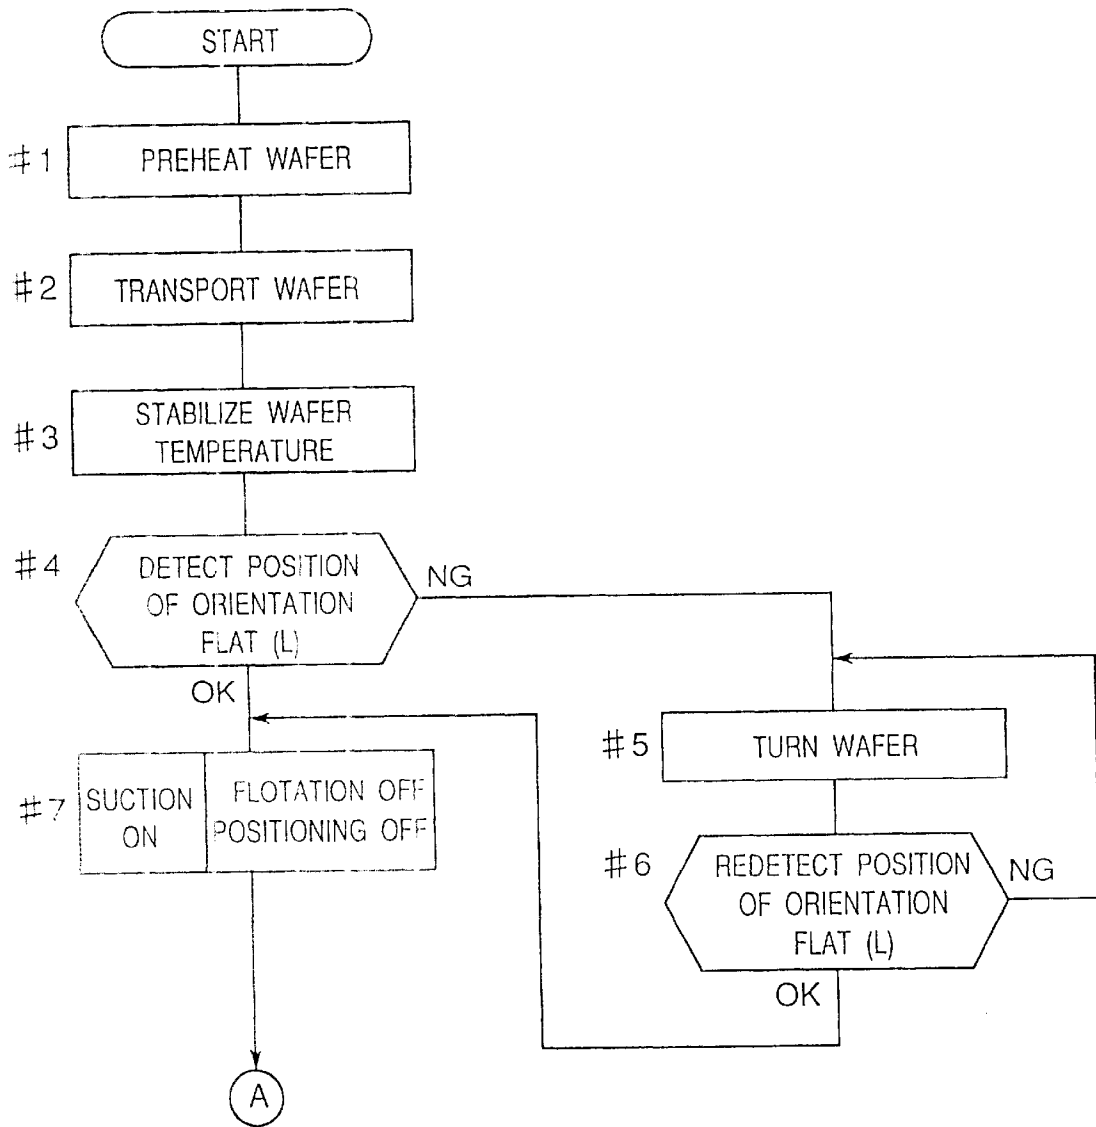 START
#1
PREHEAT WAFER
#2
TRANSPORT WAFER
#3
STABILIZE WAFER
TEMPERATURE
#4
DETECT POSITION
OF ORIENTATION
FLAT (L)
NG
OK
#5
TURN WAFER
#6
REDETECT POSITION
OF ORIENTATION
FLAT (L)
NG
OK
#7
SUCTION
ON
FLOTATION OFF
POSITIONING OFF
A